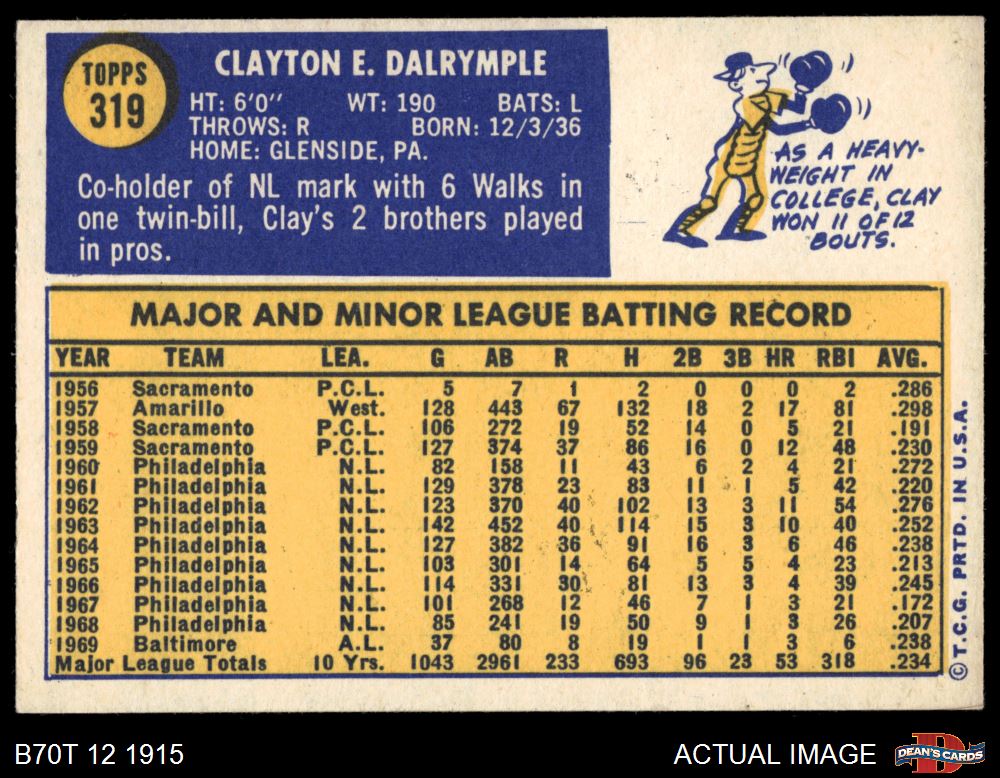 TOPPS
319
CLAYTON E. DALRYMPLE
HT: 6'0" WT: 190 BATS: L
THROWS: R BORN: 12/3/36
HOME: GLENSIDE, PA.
Co-holder of NL mark with 6 Walks in
one twin-bill, Clay's 2 brothers played
in pros.
AS A HEAVY-
WEIGHT IN
COLLEGE, CLAY
WON 11 OF 12
BOUTS.
MAJOR AND MINOR LEAGUE BATTING RECORD
YEAR TEAM LEA. G AB R H 2B 3B HR RBI AVG.
1956 Sacramento P.C.L. 5 7 1 2 0 0 0 2 .286
1957 Amarillo West. 128 443 67 132 18 2 17 81 .298
1958 Sacramento P.C.L. 106 272 19 52 14 0 5 21 .191
1959 Sacramento P.C.L. 127 374 37 86 16 0 12 48 .230
1960 Philadelphia N.L. 82 158 11 43 6 2 4 21 .272
1961 Philadelphia N.L. 129 378 23 83 11 1 5 42 .220
1962 Philadelphia N.L. 123 370 40 102 13 3 11 54 .276
1963 Philadelphia N.L. 142 452 40 114 15 3 10 40 .252
1964 Philadelphia N.L. 127 382 36 91 16 3 6 46 .238
1965 Philadelphia N.L. 103 301 14 64 5 5 4 23 .213
1966 Philadelphia N.L. 114 331 30 81 13 3 4 39 .245
1967 Philadelphia N.L. 101 268 12 46 7 1 3 21 .172
1968 Philadelphia N.L. 85 241 19 50 9 1 3 26 .207
1969 Baltimore A.L. 37 80 8 19 1 1 3 6 .238
Major League Totals 10 Yrs. 1043 2961 233 693 96 23 53 318 .234
© T.C.G. PRTD. IN U.S.A.
B70T 12 1915
ACTUAL IMAGE
DEAN'S CARDS